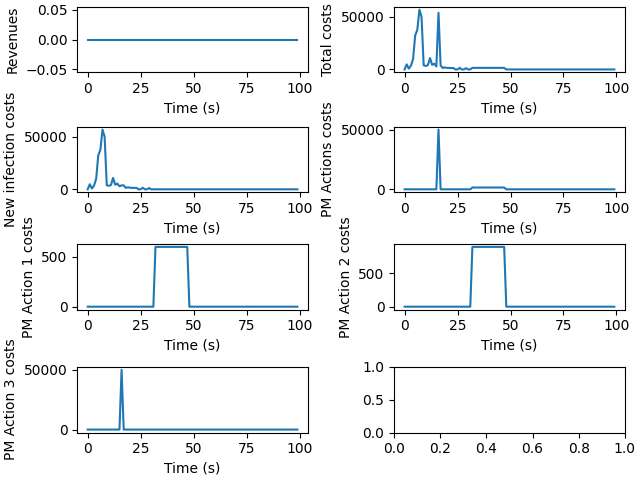 Revenues
0.05
0.00
−0.05
0 25 50 75 100
Time (s)
Total costs
50000
0
0 25 50 75 100
Time (s)
New infection costs
50000
0
0 25 50 75 100
Time (s)
PM Actions costs
50000
0
0 25 50 75 100
Time (s)
PM Action 1 costs
500
0
0 25 50 75 100
Time (s)
PM Action 2 costs
500
0
0 25 50 75 100
Time (s)
PM Action 3 costs
50000
0
0 25 50 75 100
Time (s)
1.0
0.5
0.0
0.0 0.2 0.4 0.6 0.8 1.0